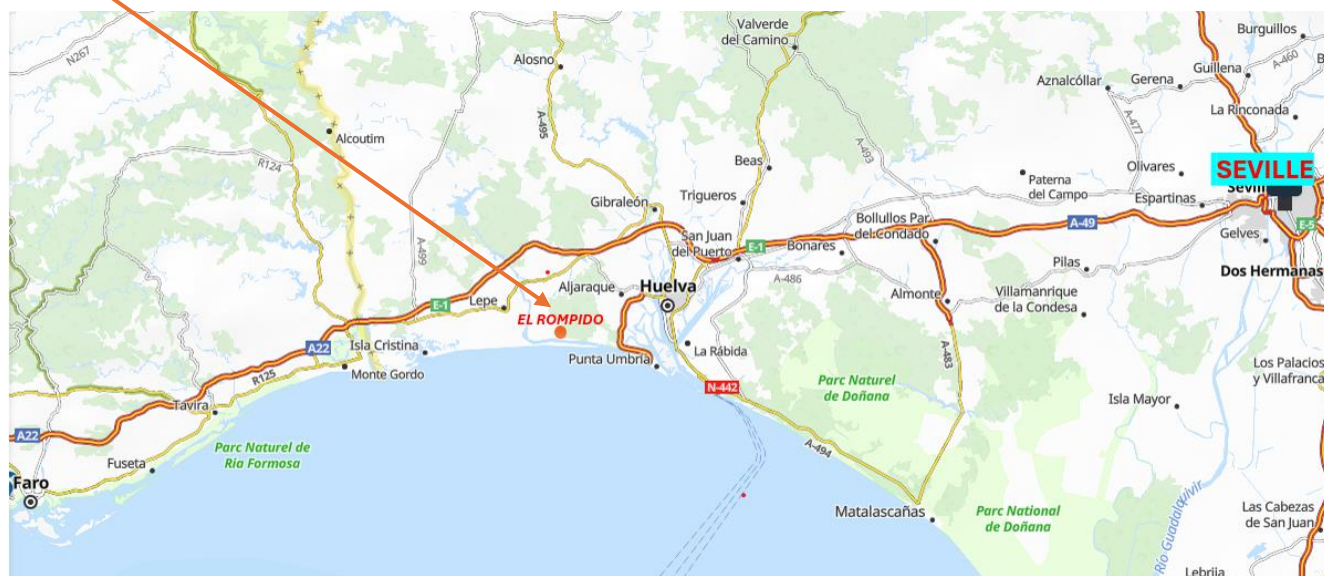 N267
Alcoutim
R124
Alosno
A-495
Valverde
del Camino
Burguillos
Guillena
A-460
Aznalcóllar
Gerena
La Rinconada
A-477
A-493
Olivares
SEVILLE
Beas
Paterna
del Campo
Espartinas
Trigueros
Gibraleón
A-499
San Juan
del Puerto
E-1
Bonares
Bollullos Par
del Condado
A-49
E-5
Gelves
Pilas
Dos Hermanas
A-486
Huelva
Aljaraque
Almonte
Villamanrique
de la Condesa
E-1
Lepe
EL ROMPIDO
A22
Isla Cristina
Monte Gordo
R125
Punta Umbria
La Rábida
N-442
A-483
Parc Naturel
de Doñana
Los Palacios
y Villafranca
Isla Mayor
Tavira
A22
Parc Naturel de
Ria Formosa
Fuseta
Faro
A-494
Matalascañas
Parc National
de Doñana
Río Guadalquivir
Las Cabezas
de San Juan
Lebrija